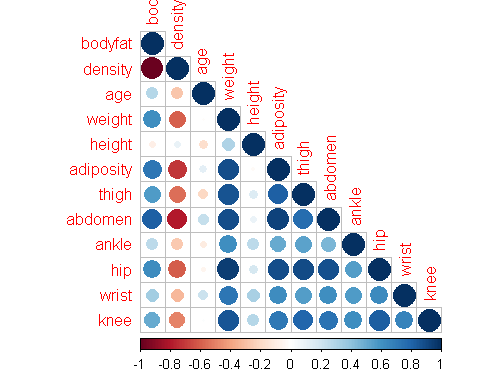 boc
density
age
weight
height
adiposity
thigh
abdomen
ankle
hip
wrist
knee
bodyfat
density
age
weight
height
adiposity
thigh
abdomen
ankle
hip
wrist
knee
-1 -0.8 -0.6 -0.4 -0.2 0 0.2 0.4 0.6 0.8 1